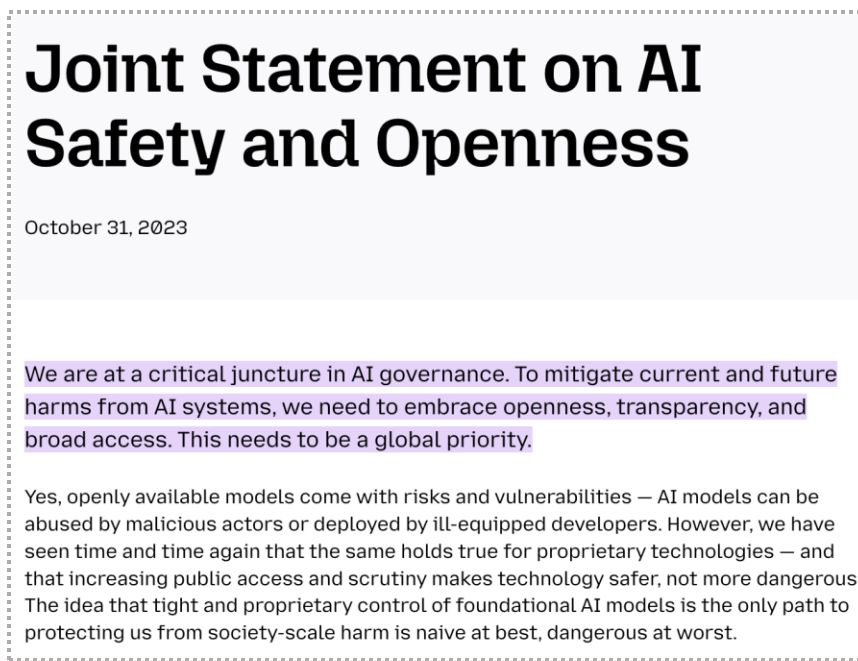 Joint Statement on AI
Safety and Openness
October 31, 2023
We are at a critical juncture in AI governance. To mitigate current and future
harms from AI systems, we need to embrace openness, transparency, and
broad access. This needs to be a global priority.
Yes, openly available models come with risks and vulnerabilities — AI models can be
abused by malicious actors or deployed by ill-equipped developers. However, we have
seen time and time again that the same holds true for proprietary technologies — and
that increasing public access and scrutiny makes technology safer, not more dangerous
The idea that tight and proprietary control of foundational AI models is the only path to
protecting us from society-scale harm is naive at best, dangerous at worst.